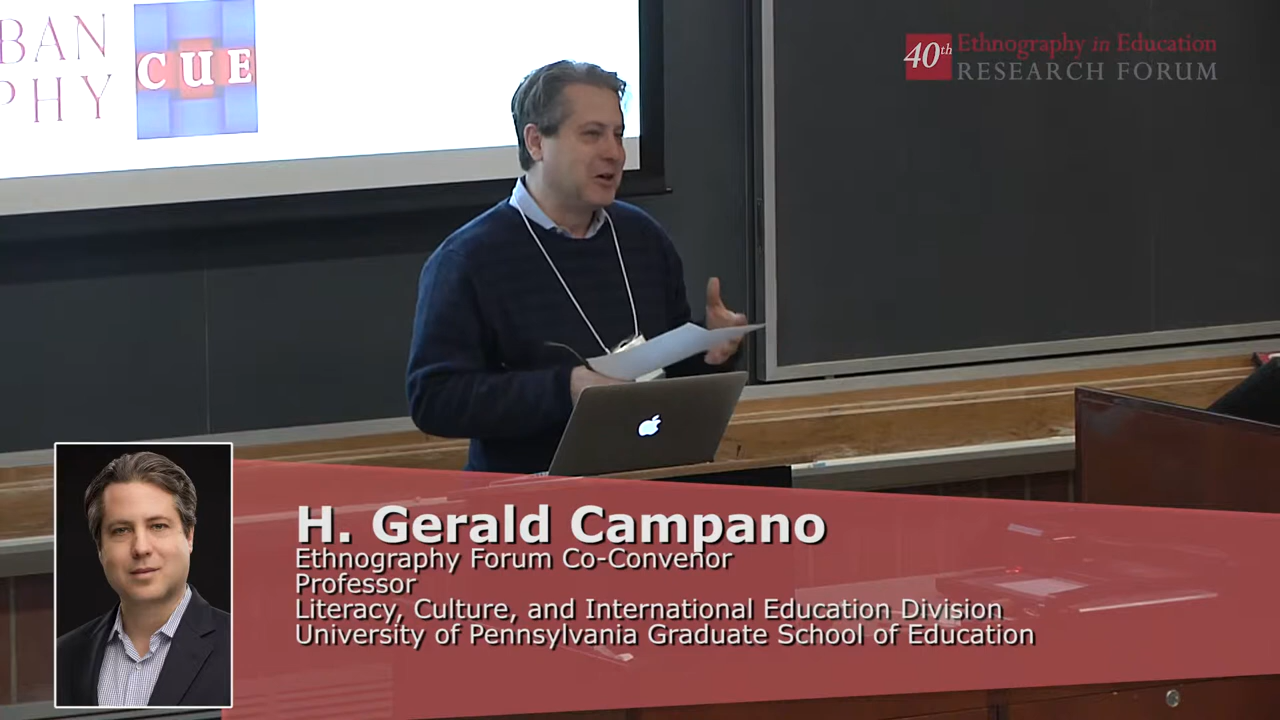 BAN
PHY
CUE
40th Ethnography in Education
RESEARCH FORUM
H. Gerald Campano
Ethnography Forum Co-Convenor
Professor
Literacy, Culture, and International Education Division
University of Pennsylvania Graduate School of Education